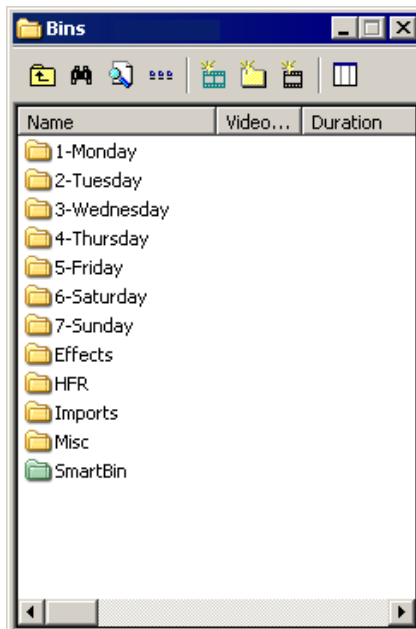 Bins
Name Video... Duration
1-Monday
2-Tuesday
3-Wednesday
4-Thursday
5-Friday
6-Saturday
7-Sunday
Effects
HFR
Imports
Misc
SmartBin